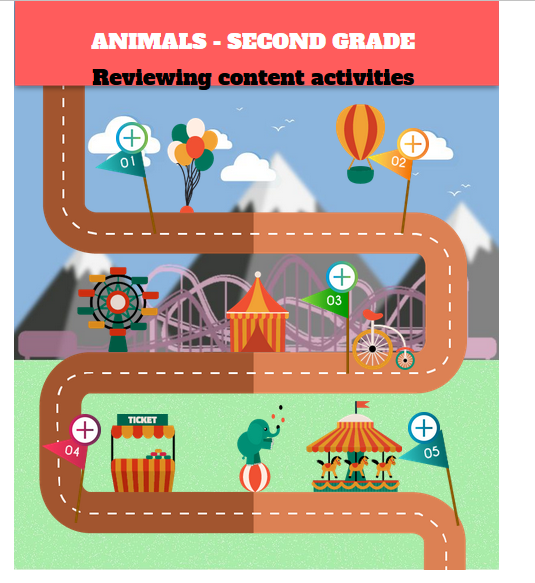 ANIMALS - SECOND GRADE
Reviewing content activities
01
02
03
TICKET
04
05